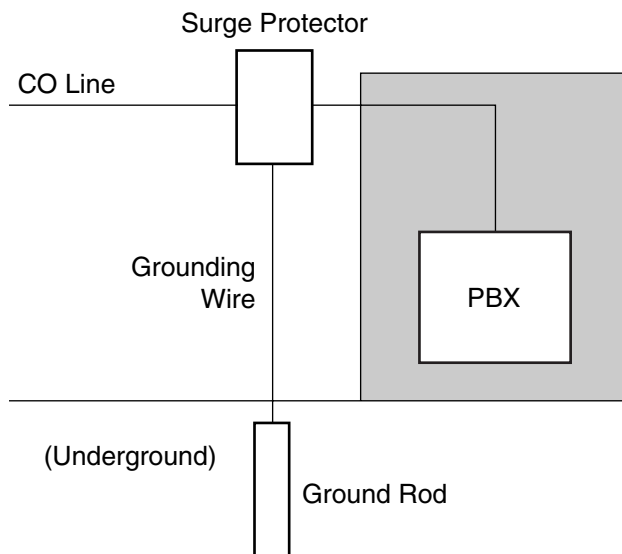 Surge Protector
CO Line
Grounding
Wire
PBX
(Underground)
Ground Rod